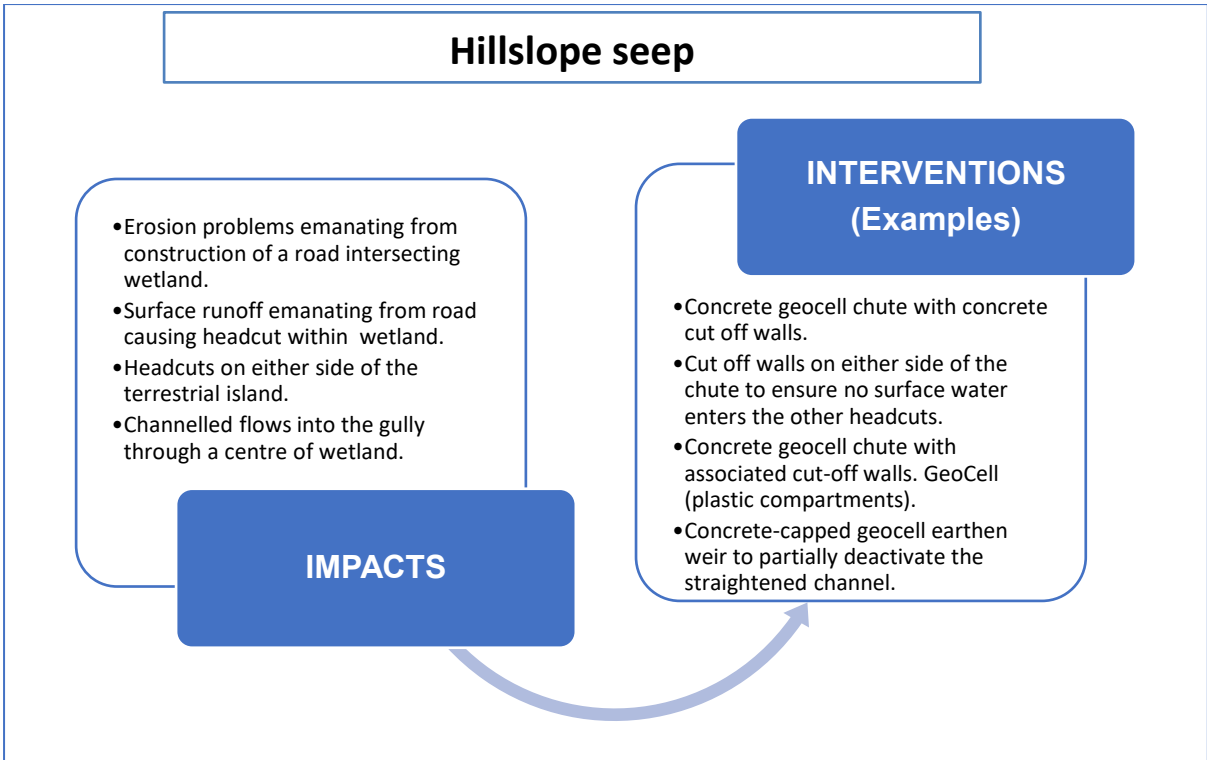 Hillslope seep
•Erosion problems emanating from
construction of a road intersecting
wetland.
•Surface runoff emanating from road
causing headcut within  wetland.
•Headcuts on either side of the
terrestrial island.
•Channelled flows into the gully
through a centre of wetland.
IMPACTS
INTERVENTIONS
(Examples)
•Concrete geocell chute with concrete
cut off walls.
•Cut off walls on either side of the
chute to ensure no surface water
enters the other headcuts.
•Concrete geocell chute with
associated cut-off walls. GeoCell
(plastic compartments).
•Concrete-capped geocell earthen
weir to partially deactivate the
straightened channel.